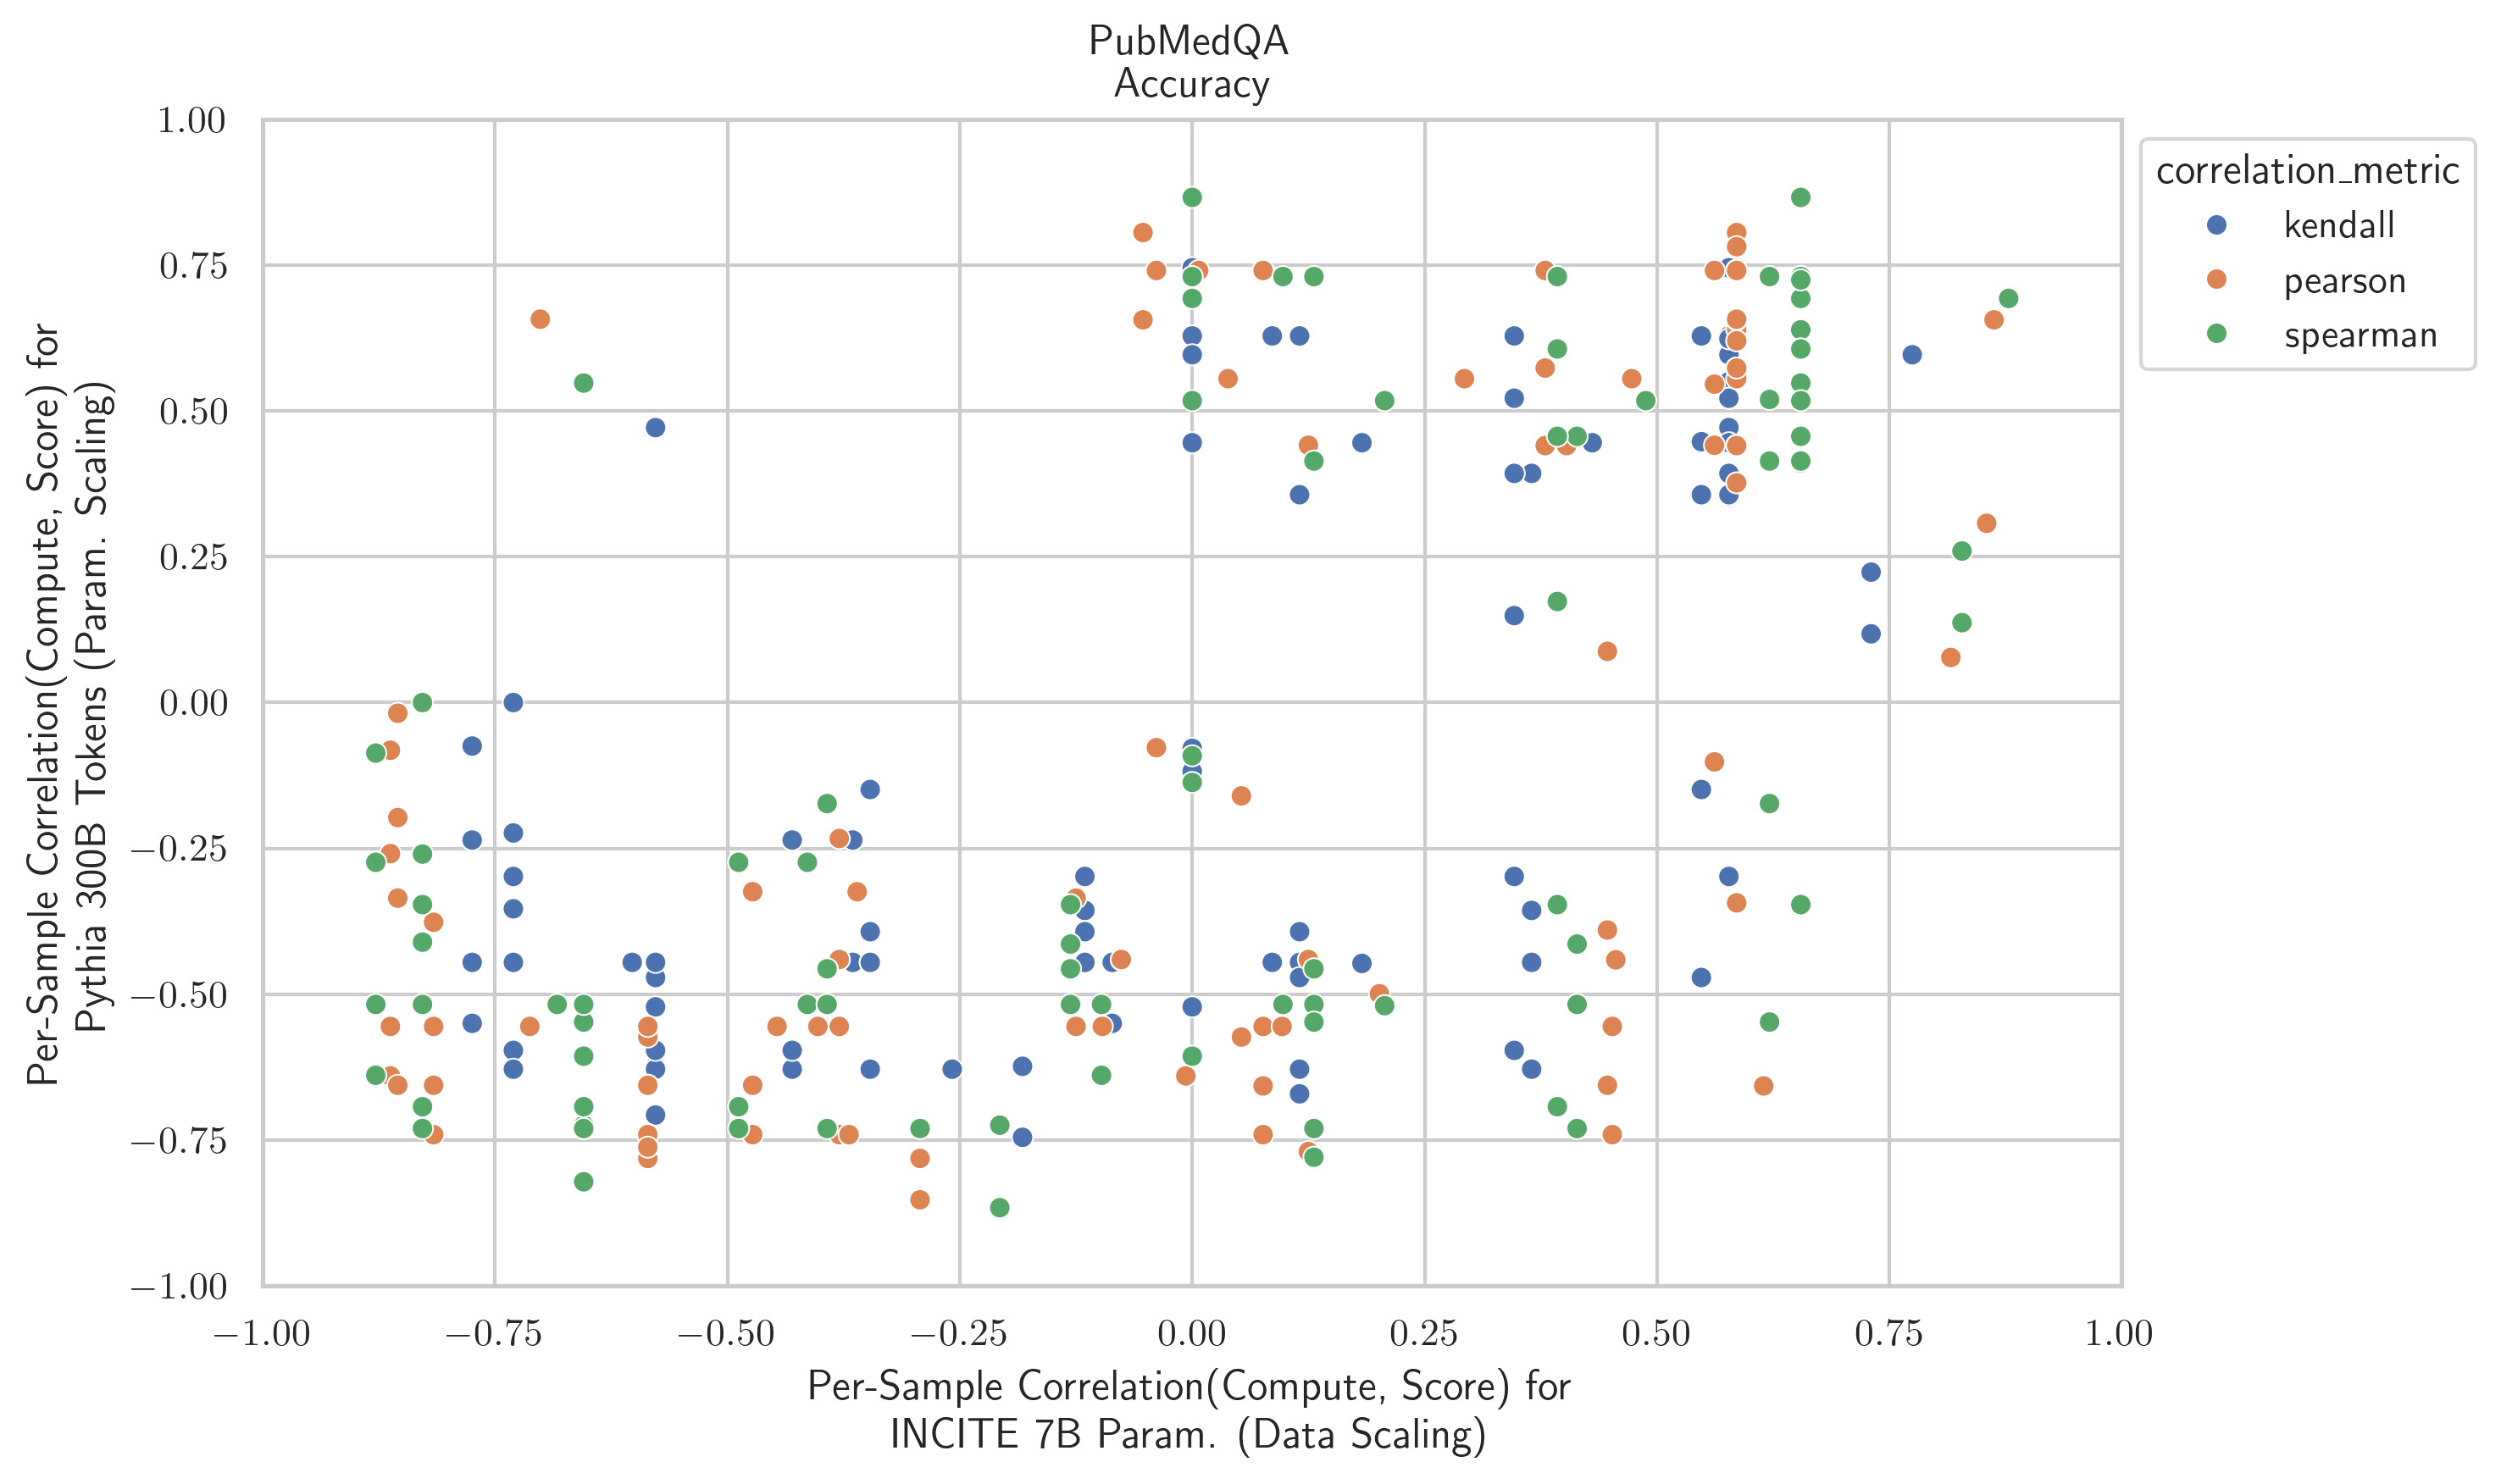 PubMedQA
Accuracy
Per-Sample Correlation(Compute, Score) for
Pythia 300B Tokens (Param. Scaling)
1.00
0.75
0.50
0.25
0.00
−0.25
−0.50
−0.75
−1.00
correlation_metric
kendall
pearson
spearman
−1.00 −0.75 −0.50 −0.25 0.00 0.25 0.50 0.75 1.00
Per-Sample Correlation(Compute, Score) for
INCITE 7B Param. (Data Scaling)